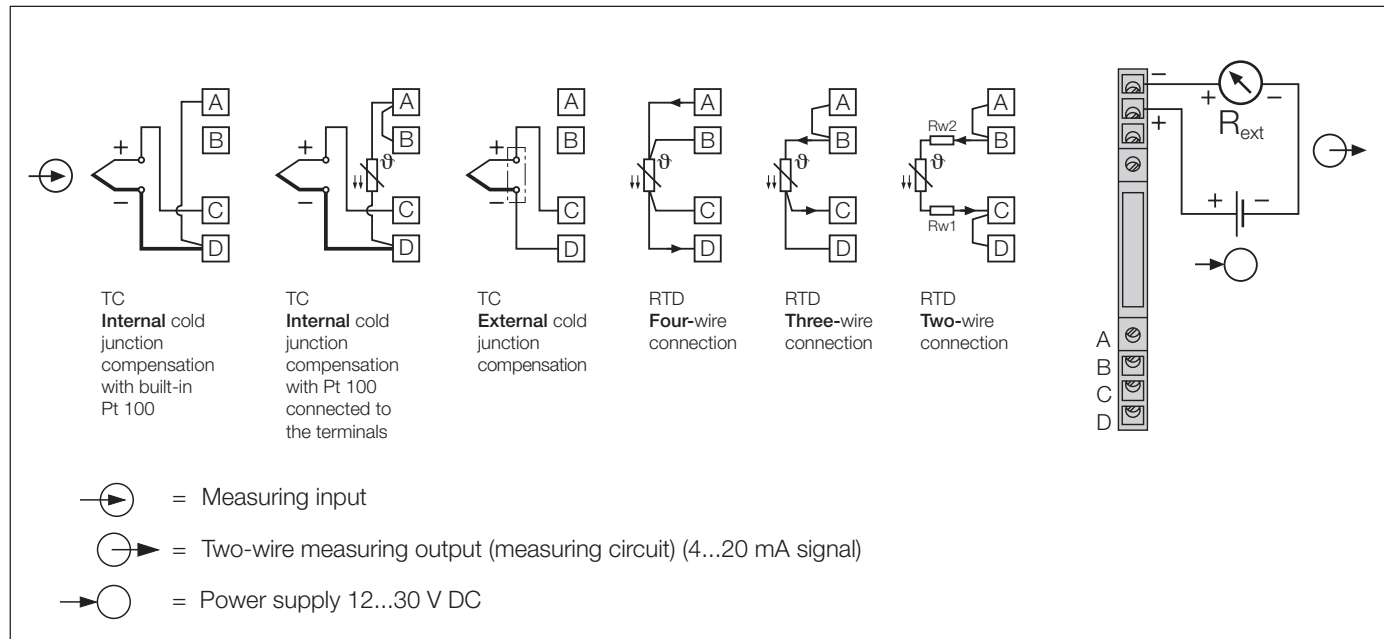 A A A A A A
B B B B B B
C C C C C C
D D D D D D
+ + +
− − −
ϑ ϑ ϑ ϑ
Rw2
Rw1
−
+
+ −
Rext
+ −
A
B
C
D
TC
Internal cold
junction
compensation
with built-in
Pt 100
TC
Internal cold
junction
compensation
with Pt 100
connected to
the terminals
TC
External cold
junction
compensation
RTD
Four-wire
connection
RTD
Three-wire
connection
RTD
Two-wire
connection
= Measuring input
= Two-wire measuring output (measuring circuit) (4...20 mA signal)
= Power supply 12...30 V DC